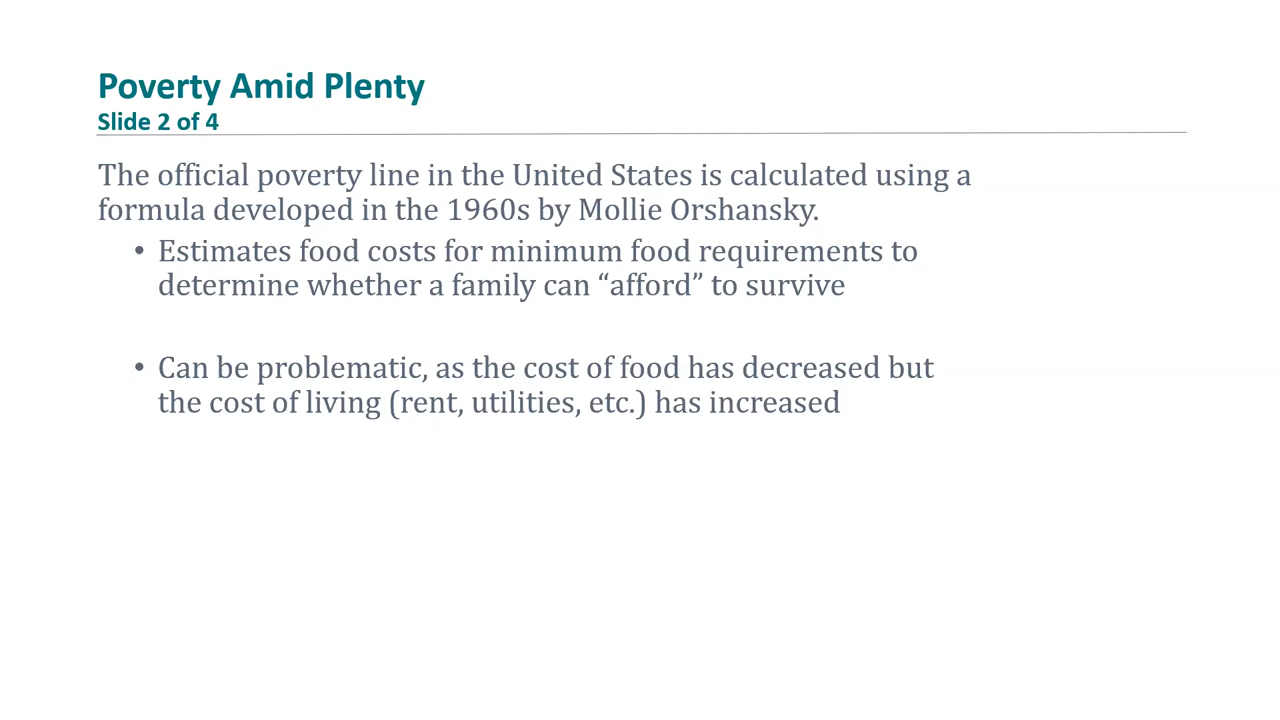 Poverty Amid Plenty
Slide 2 of 4
The official poverty line in the United States is calculated using a
formula developed in the 1960s by Mollie Orshansky.
• Estimates food costs for minimum food requirements to
determine whether a family can “afford” to survive
• Can be problematic, as the cost of food has decreased but
the cost of living (rent, utilities, etc.) has increased